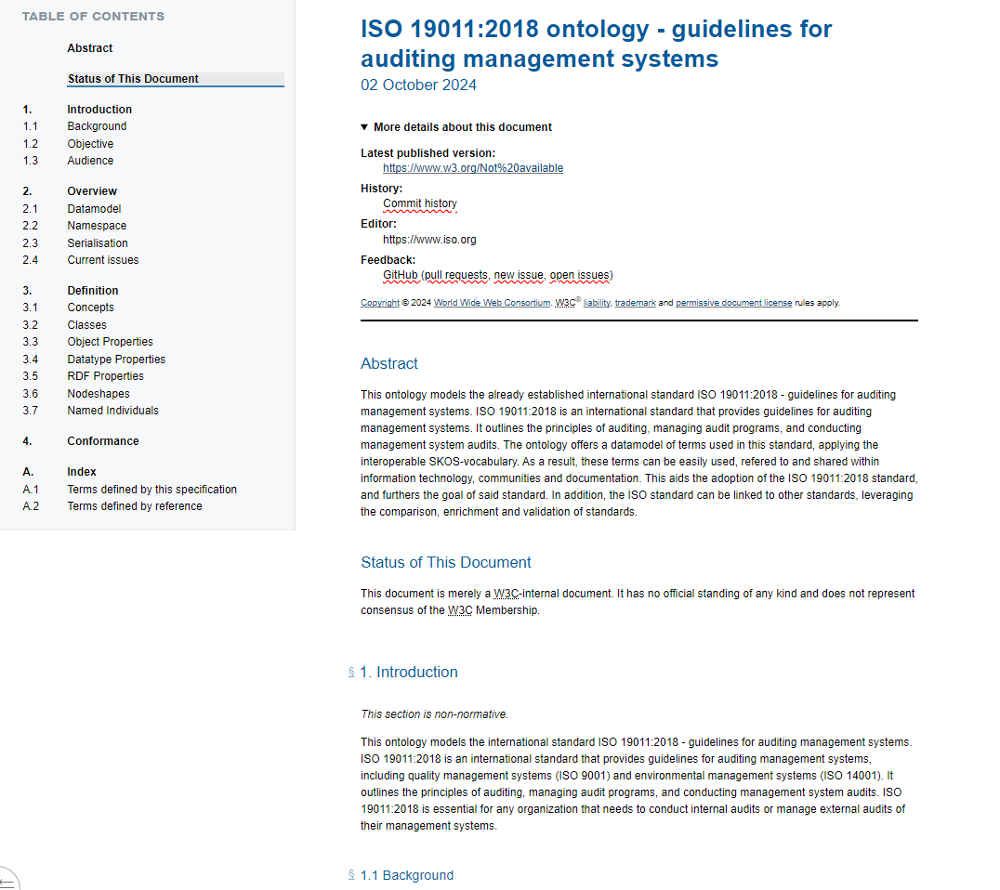 TABLE OF CONTENTS
Abstract
Status of This Document
1. Introduction
1.1 Background
1.2 Objective
1.3 Audience
2. Overview
2.1 Datamodel
2.2 Namespace
2.3 Serialisation
2.4 Current issues
3. Definition
3.1 Concepts
3.2 Classes
3.3 Object Properties
3.4 Datatype Properties
3.5 RDF Properties
3.6 Nodeshapes
3.7 Named Individuals
4. Conformance
A. Index
A.1 Terms defined by this specification
A.2 Terms defined by reference
ISO 19011:2018 ontology - guidelines for
auditing management systems
02 October 2024
▼ More details about this document
Latest published version:
https://www.w3.org/Not%20available
History:
Commit history
Editor:
https://www.iso.org
Feedback:
GitHub (pull requests, new issue, open issues)
Copyright © 2024 World Wide Web Consortium. W3C® liability, trademark and permissive document license rules apply.
Abstract
This ontology models the already established international standard ISO 19011:2018 - guidelines for auditing
management systems. ISO 19011:2018 is an international standard that provides guidelines for auditing
management systems. It outlines the principles of auditing, managing audit programs, and conducting
management system audits. The ontology offers a datamodel of terms used in this standard, applying the
interoperable SKOS-vocabulary. As a result, these terms can be easily used, refered to and shared within
information technology, communities and documentation. This aids the adoption of the ISO 19011:2018 standard,
and furthers the goal of said standard. In addition, the ISO standard can be linked to other standards, leveraging
the comparison, enrichment and validation of standards.
Status of This Document
This document is merely a W3C-internal document. It has no official standing of any kind and does not represent
consensus of the W3C Membership.
§ 1. Introduction
This section is non-normative.
This ontology models the international standard ISO 19011:2018 - guidelines for auditing management systems.
ISO 19011:2018 is an international standard that provides guidelines for auditing management systems,
including quality management systems (ISO 9001) and environmental management systems (ISO 14001). It
outlines the principles of auditing, managing audit programs, and conducting management system audits. ISO
19011:2018 is essential for any organization that needs to conduct internal audits or manage external audits of
their management systems.
§ 1.1 Background